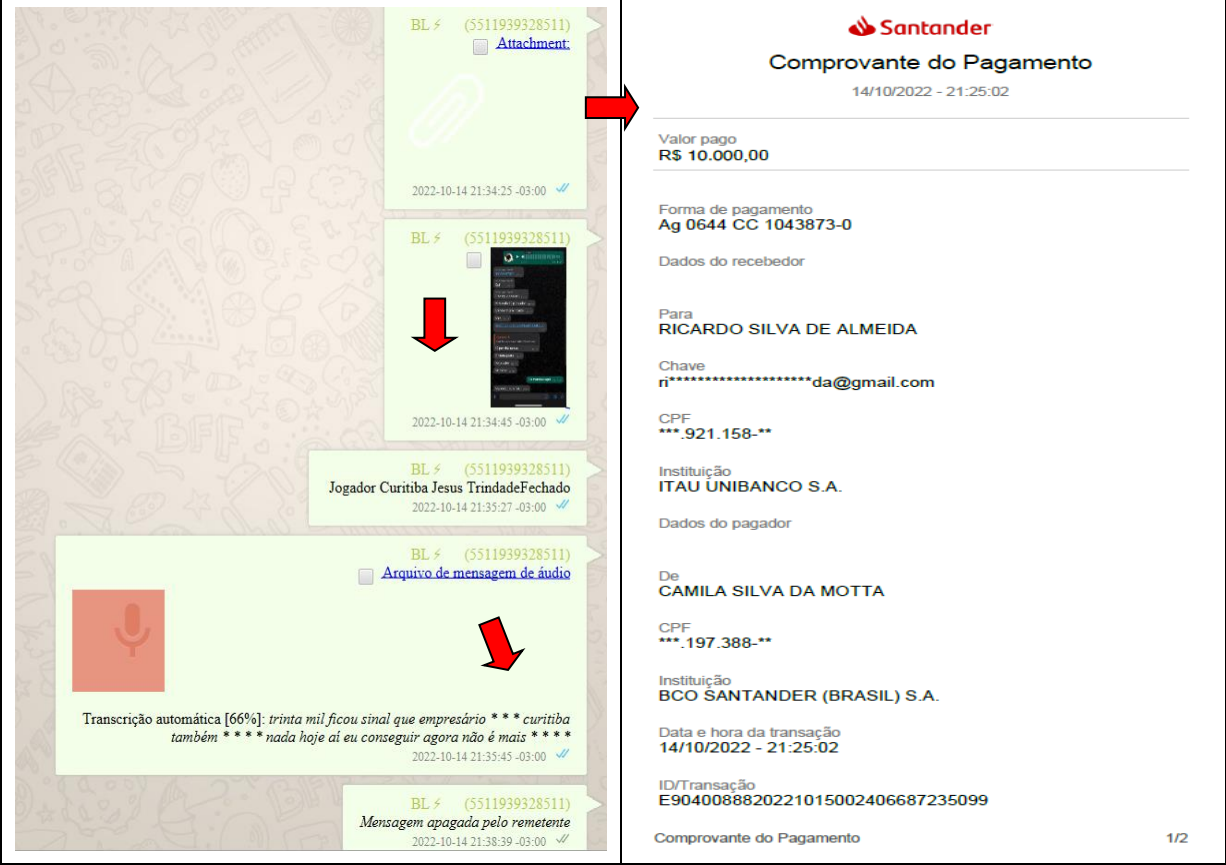 BL⚡ (5511939328511)
Attachment:
2022-10-14 21:34:25 -03:00
BL⚡ (5511939328511)
2022-10-14 21:34:45 -03:00
BL⚡ (5511939328511)
Jogador Curitiba Jesus TrindadeFechado
2022-10-14 21:35:27 -03:00
BL⚡ (5511939328511)
Arquivo de mensagem de áudio
Transcrição automática [66%]: trinta mil ficou sinal que empresário * * * curitiba
também * * * * nada hoje aí eu conseguir agora não é mais * * * *
2022-10-14 21:35:45 -03:00
BL⚡ (5511939328511)
Mensagem apagada pelo remetente
2022-10-14 21:38:39 -03:00
Santander
Comprovante do Pagamento
14/10/2022 - 21:25:02
Valor pago
R$ 10.000,00
Forma de pagamento
Ag 0644 CC 1043873-0
Dados do recebedor
Para
RICARDO SILVA DE ALMEIDA
Chave
ri********************da@gmail.com
CPF
***.921.158-**
Instituição
ITAU UNIBANCO S.A.
Dados do pagador
De
CAMILA SILVA DA MOTTA
CPF
***.197.388-**
Instituição
BCO SANTANDER (BRASIL) S.A.
Data e hora da transação
14/10/2022 - 21:25:02
ID/Transação
E9040088820221015002406687235099
Comprovante do Pagamento 1/2